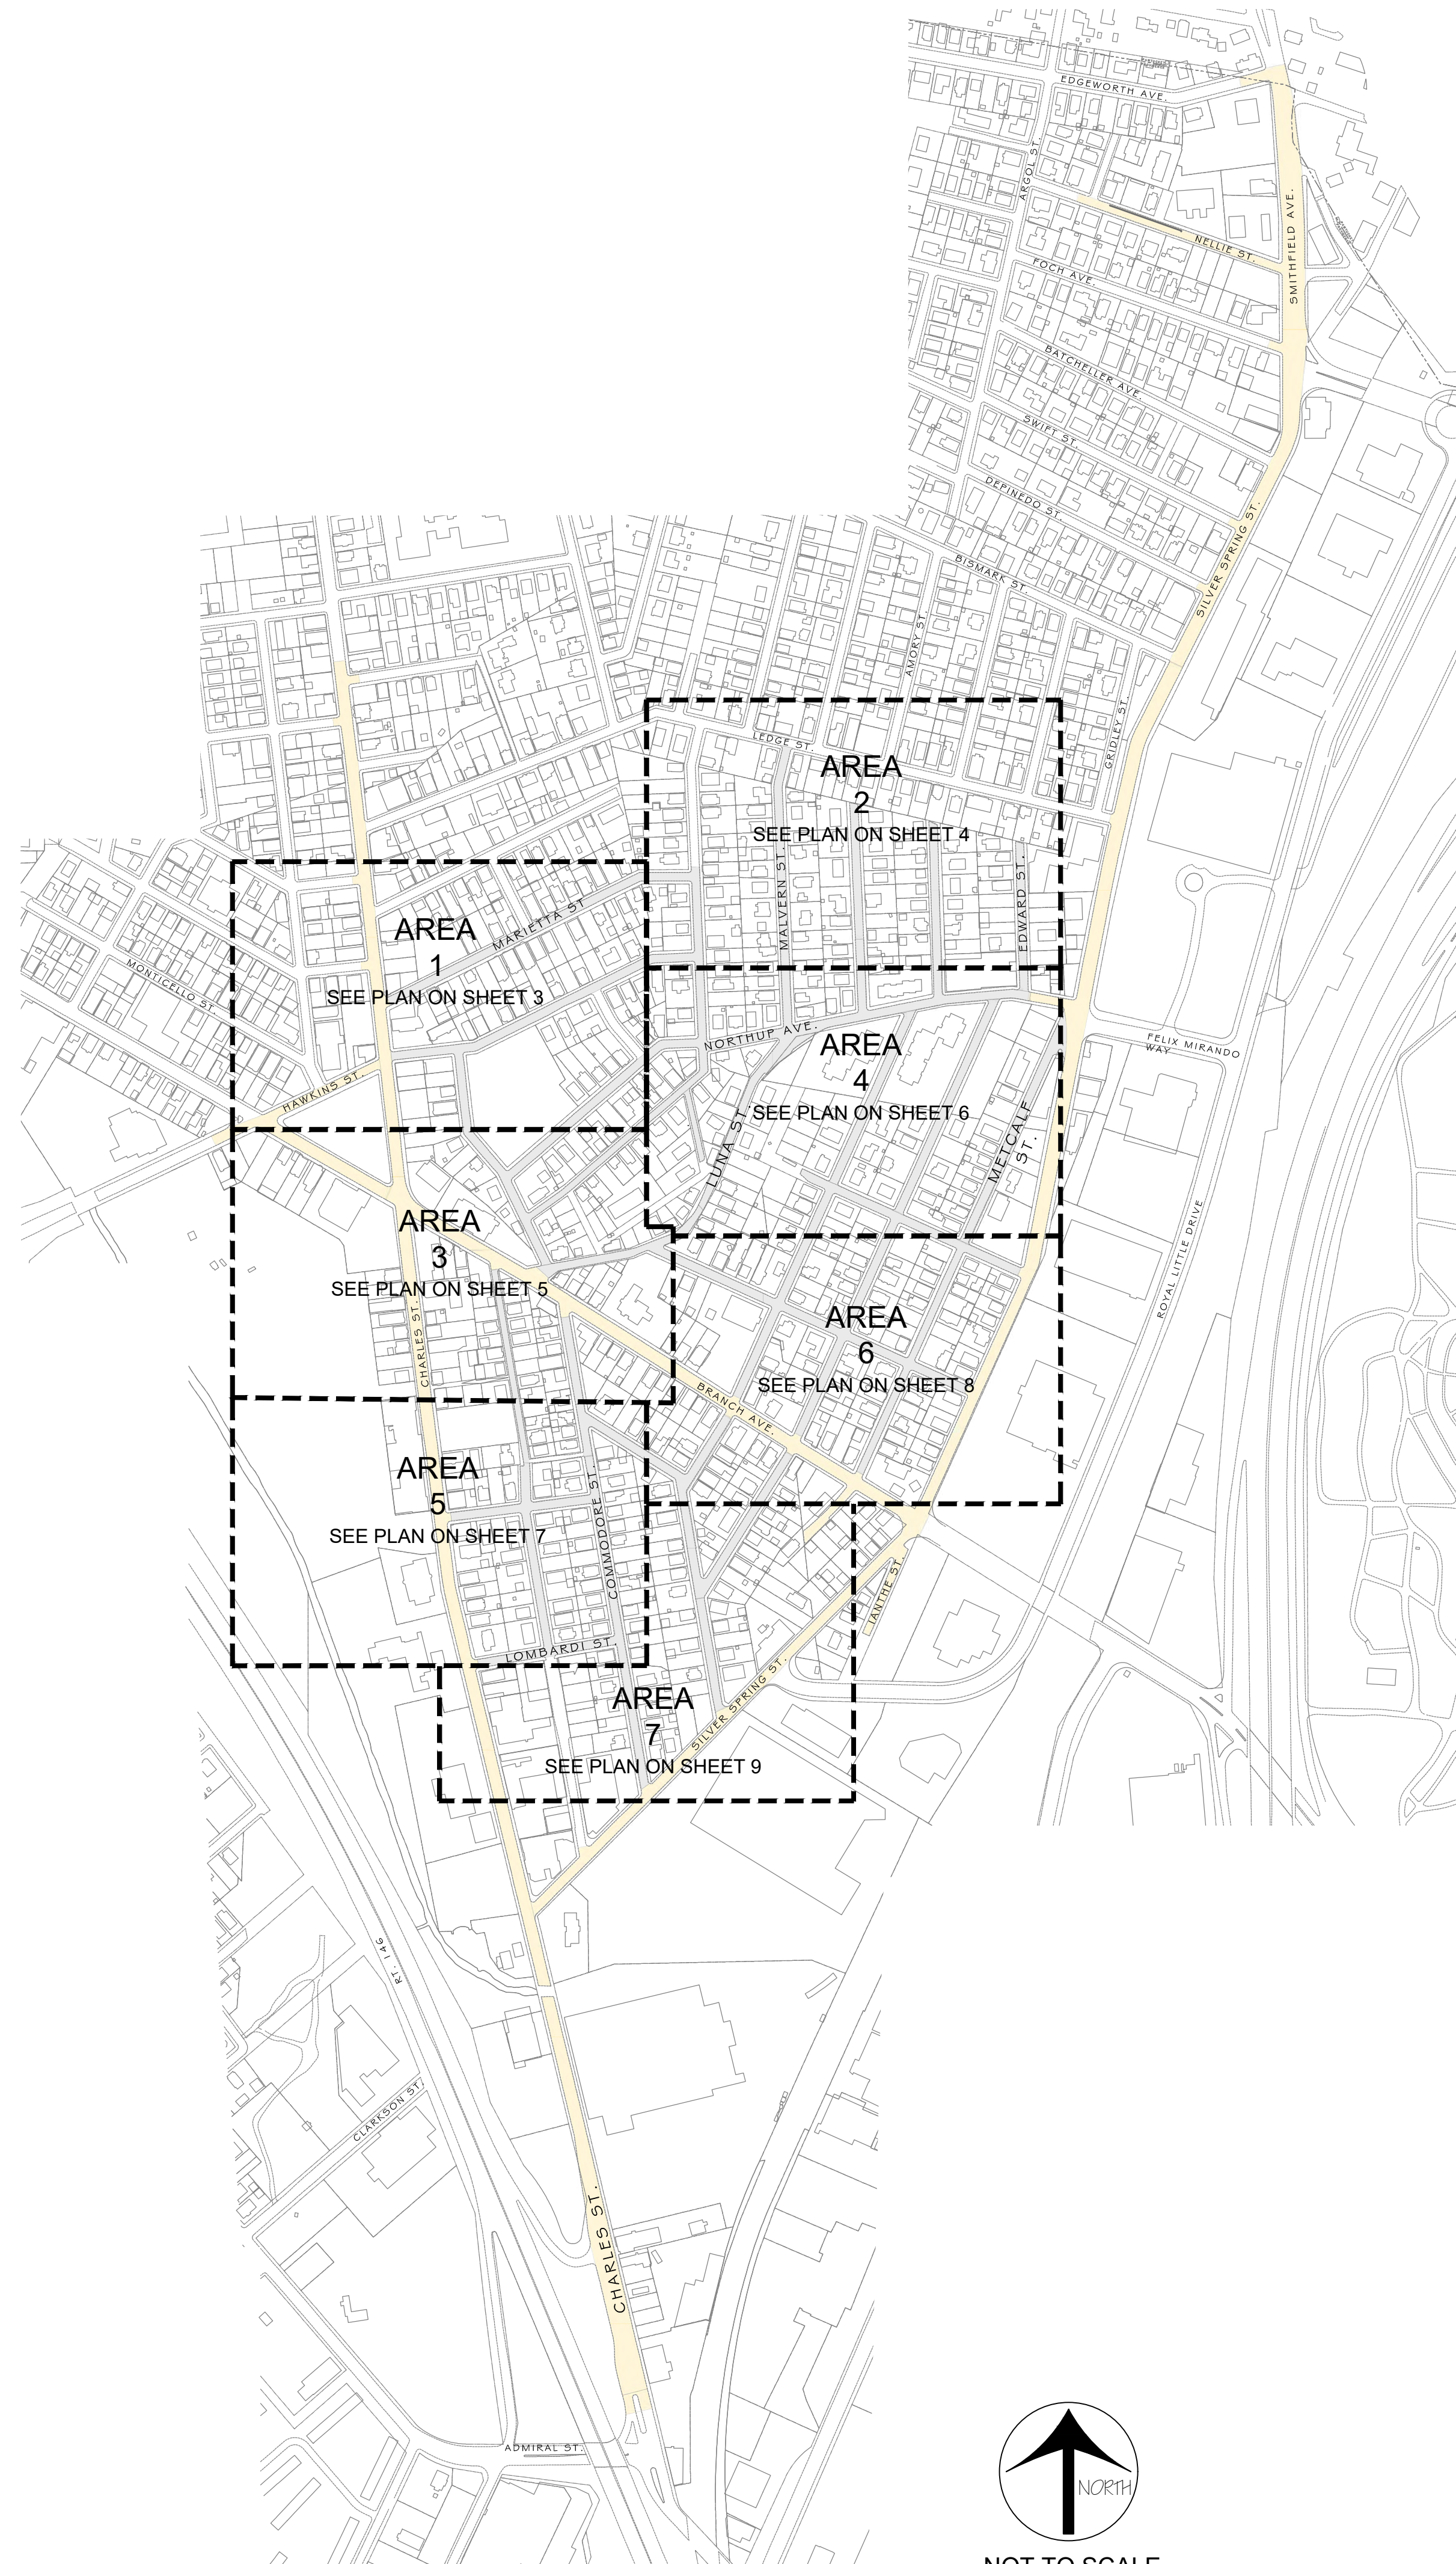 EDGEWORTH AVE.
ARGOL ST.
NELLIE ST.
SMITHFIELD AVE.
FOCH AVE.
BATCHELLER AVE.
SWIFT ST.
DEPINEDO ST.
SILVER SPRING ST.
BISMARK ST.
AMORY ST.
GRIDLEY ST.
LEDGE ST.
AREA
2
SEE PLAN ON SHEET 4
MALVERN ST.
EDWARD ST.
MARIETTA ST
AREA
1
SEE PLAN ON SHEET 3
MONTICELLO ST.
HAWKINS ST.
NORTHUP AVE.
AREA
4
SEE PLAN ON SHEET 6
FELIX MIRANDO
WAY
LUNA ST.
METCALF
ST.
AREA
3
SEE PLAN ON SHEET 5
ROYAL LITTLE DRIVE
CHARLES ST.
AREA
6
SEE PLAN ON SHEET 8
BRANCH AVE.
AREA
5
SEE PLAN ON SHEET 7
COMMODORE ST.
IANTHE ST.
LOMBARDI ST.
SILVER SPRING ST.
AREA
7
SEE PLAN ON SHEET 9
RT. 146
CLARKSON ST.
CHARLES ST.
ADMIRAL ST.
NORTH
NOT TO SCALE